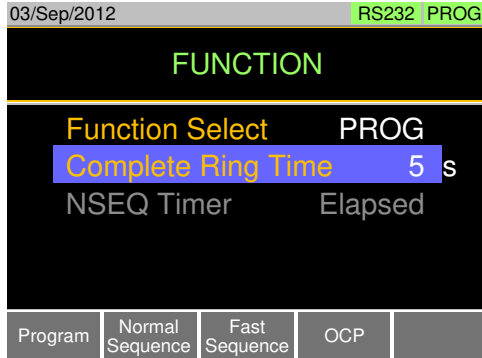 03/Sep/2012 RS232 PROG
FUNCTION
Function Select PROG
Complete Ring Time 5 s
NSEQ Timer Elapsed
Program Normal Sequence Fast Sequence OCP